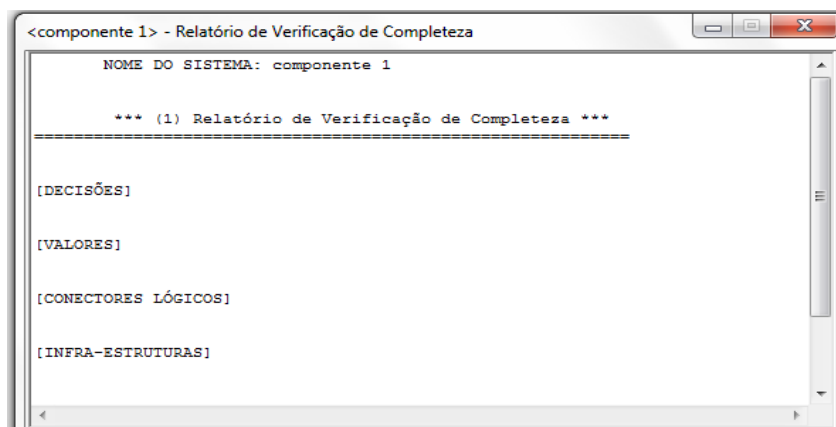 <componente 1> - Relatório de Verificação de Completeza
NOME DO SISTEMA: componente 1
*** (1) Relatório de Verificação de Completeza ***
============================================================
[DECISÕES]
[VALORES]
[CONECTORES LÓGICOS]
[INFRA-ESTRUTURAS]